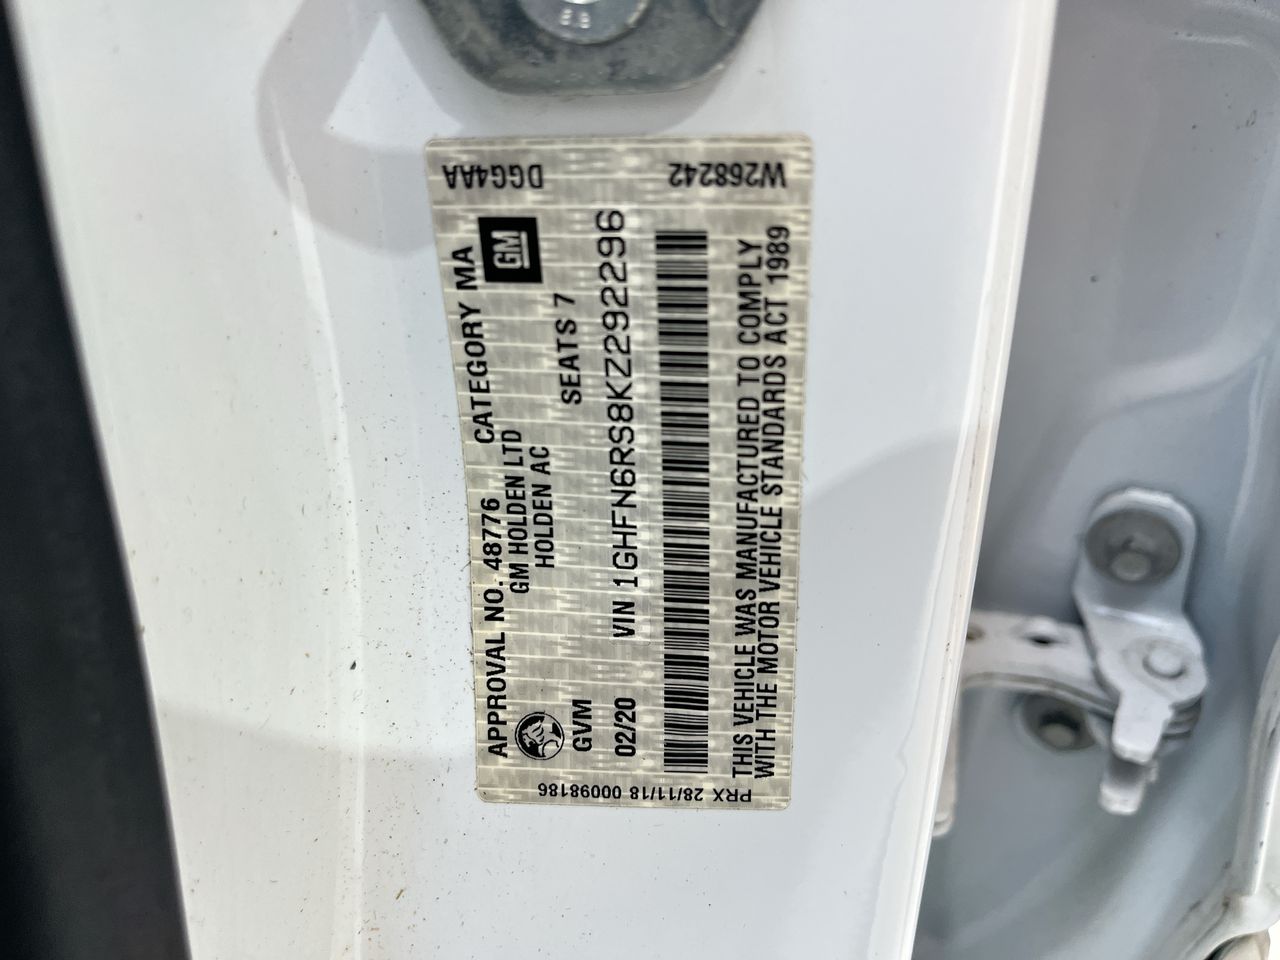 DGG4AA
W268242
APPROVAL NO. 48776 CATEGORY MA
GM HOLDEN LTD
GM
HOLDEN AC
GVM SEATS 7
02/20 VIN 1GHFN6RS8KZ292296
THIS VEHICLE WAS MANUFACTURED TO COMPLY
WITH THE MOTOR VEHICLE STANDARDS ACT 1989
PRX 28/11/18 00098186